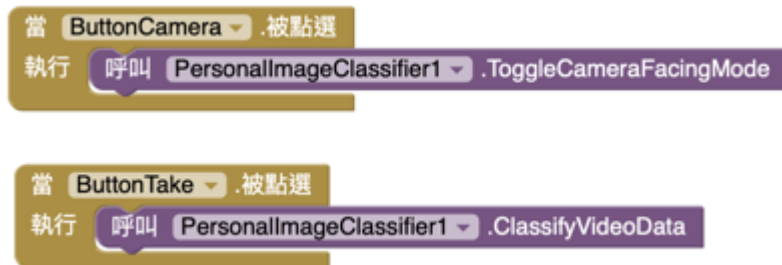 當 ButtonCamera .被點選
執行 呼叫 PersonalImageClassifier1 .ToggleCameraFacingMode
當 ButtonTake .被點選
執行 呼叫 PersonalImageClassifier1 .ClassifyVideoData